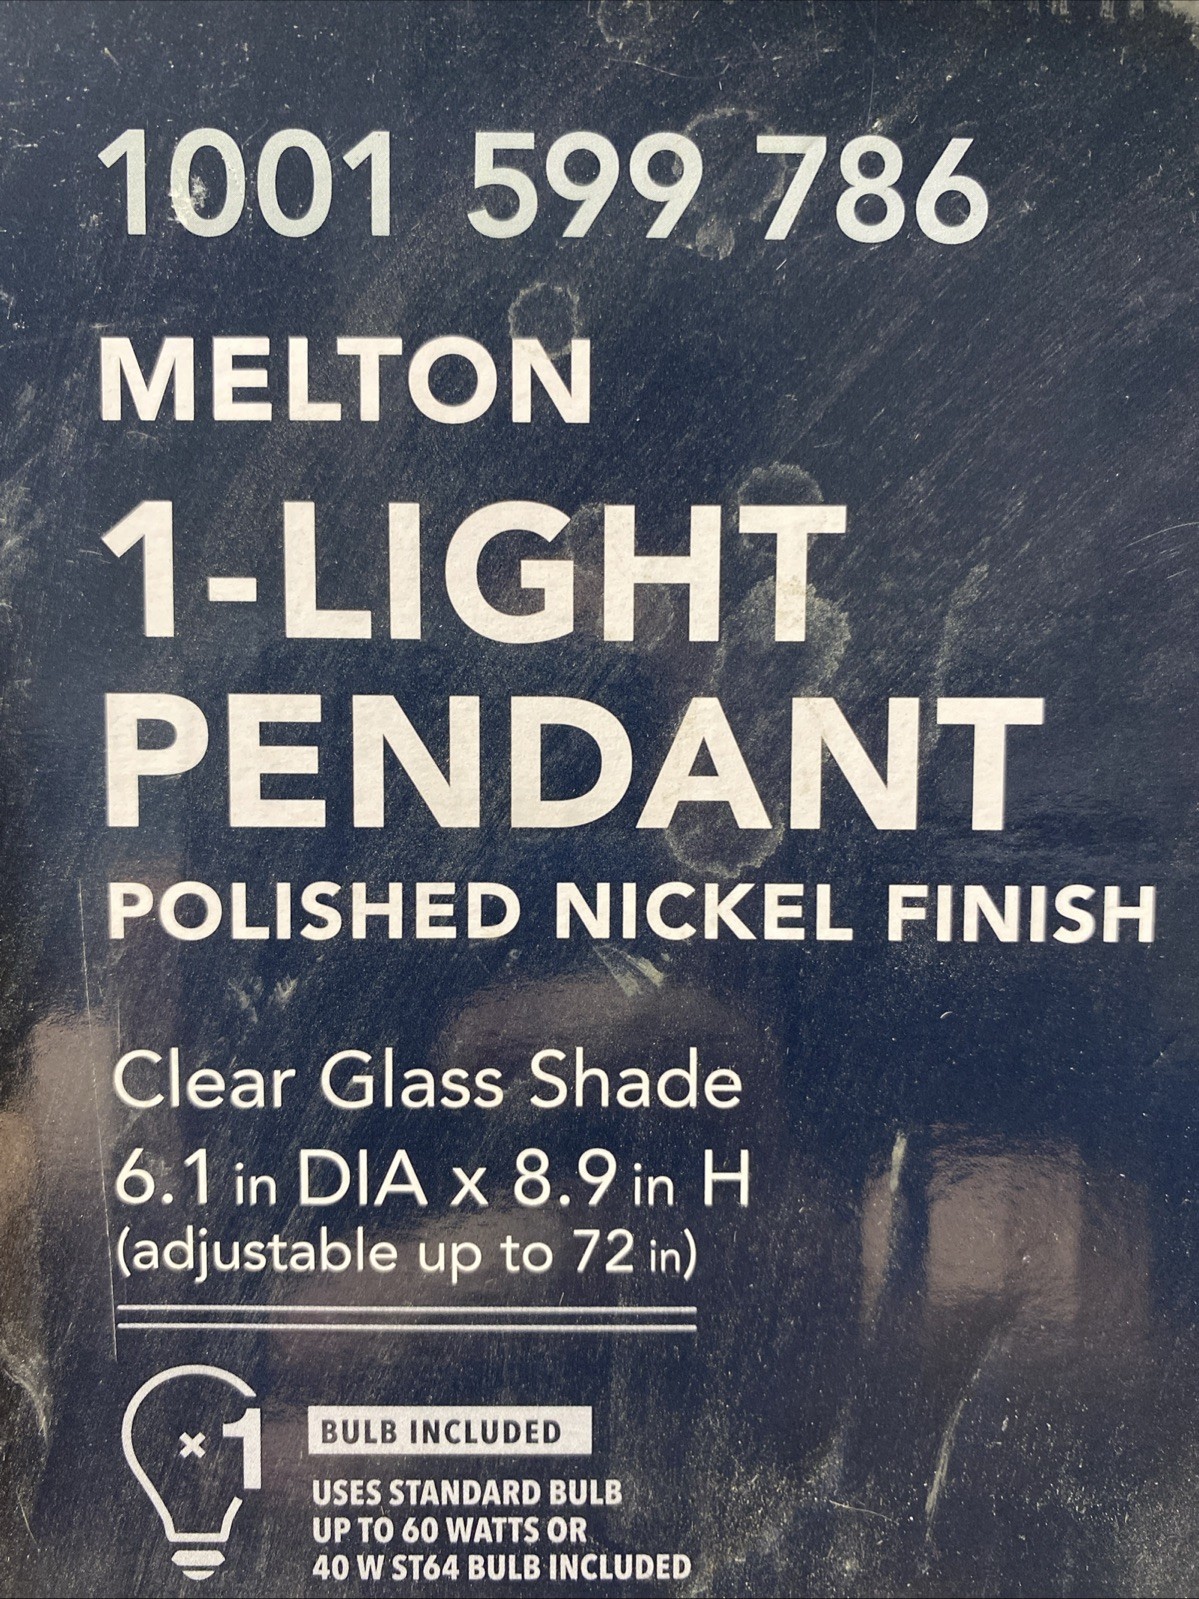 1001 599 786
MELTON
1-LIGHT
PENDANT
POLISHED NICKEL FINISH
Clear Glass Shade
6.1 in DIA x 8.9 in H
(adjustable up to 72 in)
x 1
BULB INCLUDED
USES STANDARD BULB
UP TO 60 WATTS OR
40 W ST64 BULB INCLUDED